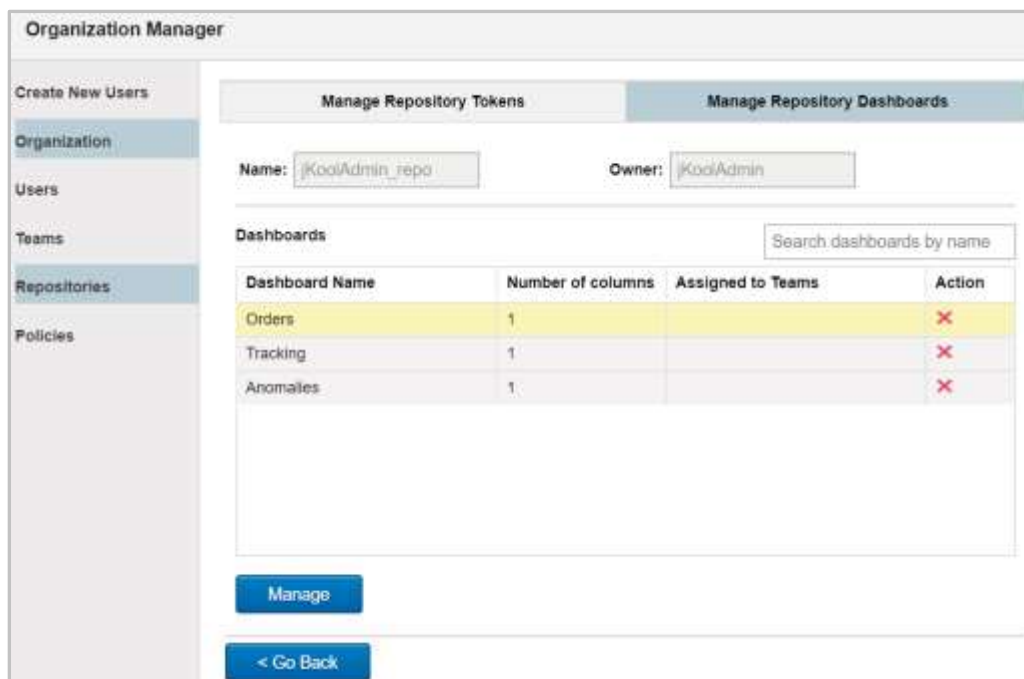 Organization Manager
Create New Users
Organization
Users
Teams
Repositories
Policies
Manage Repository Tokens Manage Repository Dashboards
Name: jKoolAdmin_repo Owner: jKoolAdmin
Dashboards Search dashboards by name
Dashboard Name Number of columns Assigned to Teams Action
Orders 1
Tracking 1
Anomalies 1
Manage
< Go Back